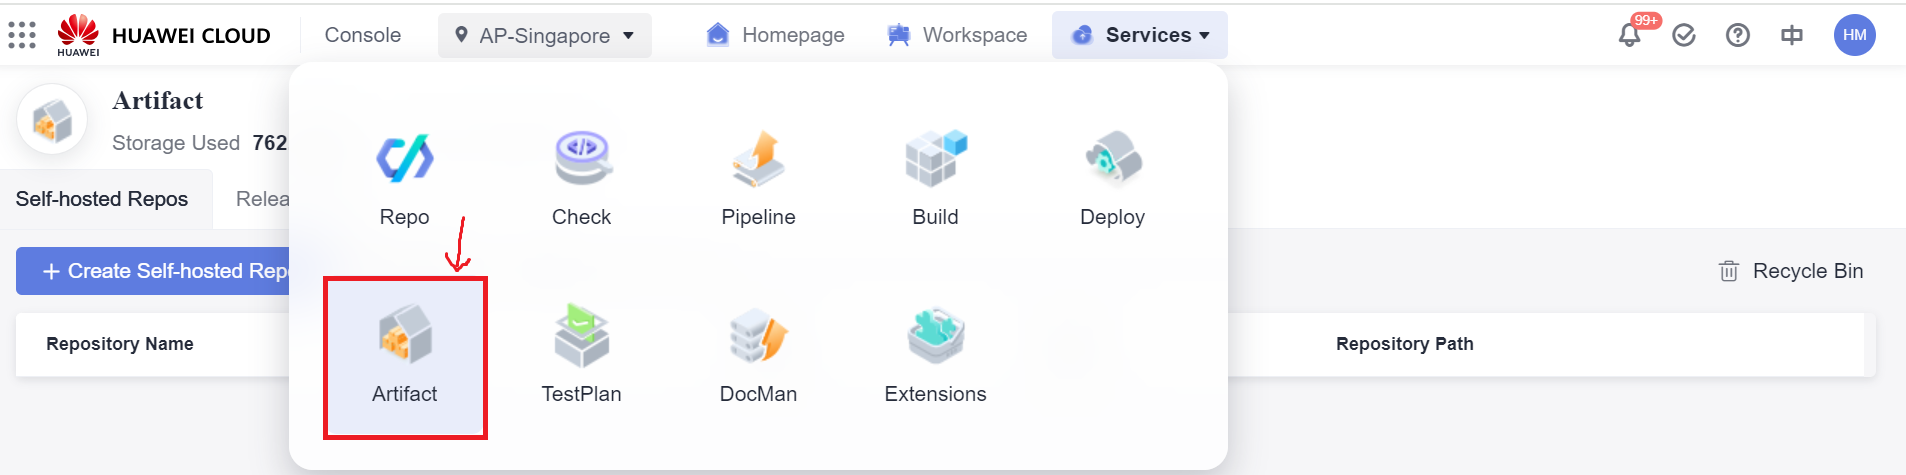 HUAWEI HUAWEI CLOUD Console AP-Singapore Homepage Workspace Services 99+ HM
Artifact
Storage Used 762
Self-hosted Repos Relea
Repo Check Pipeline Build Deploy
+ Create Self-hosted Rep
Recycle Bin
Repository Name
Repository Path
Artifact TestPlan DocMan Extensions